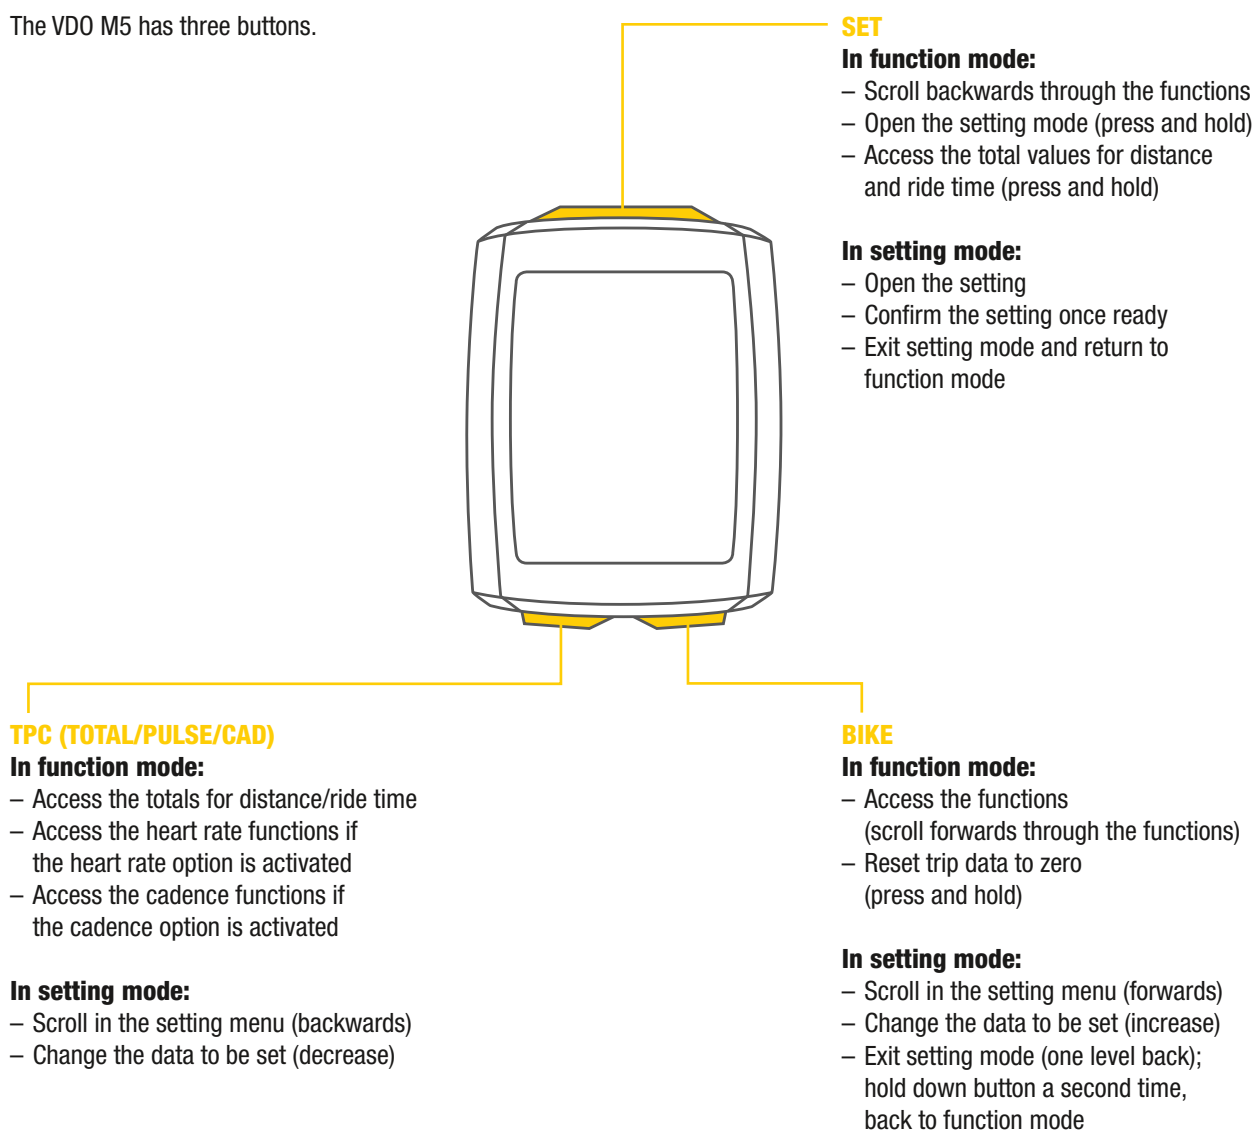 The VDO M5 has three buttons.
SET
In function mode:
– Scroll backwards through the functions
– Open the setting mode (press and hold)
– Access the total values for distance
and ride time (press and hold)
In setting mode:
– Open the setting
– Confirm the setting once ready
– Exit setting mode and return to
function mode
TPC (TOTAL/PULSE/CAD)
In function mode:
– Access the totals for distance/ride time
– Access the heart rate functions if
the heart rate option is activated
– Access the cadence functions if
the cadence option is activated
In setting mode:
– Scroll in the setting menu (backwards)
– Change the data to be set (decrease)
BIKE
In function mode:
– Access the functions
(scroll forwards through the functions)
– Reset trip data to zero
(press and hold)
In setting mode:
– Scroll in the setting menu (forwards)
– Change the data to be set (increase)
– Exit setting mode (one level back);
hold down button a second time,
back to function mode